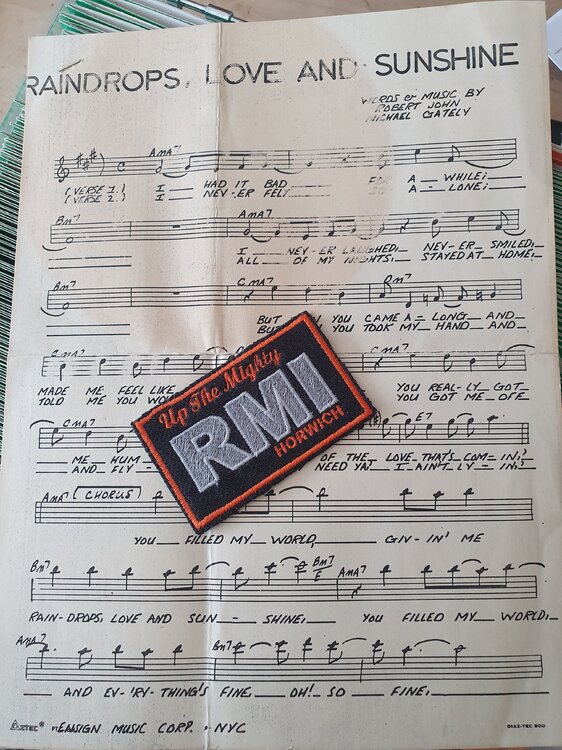 RAINDROPS, LOVE AND SUNSHINE
WORDS & MUSIC BY
ROBERT JOHN
MICHAEL GATELY
AMA7
(VERSE 1.) I HAD IT BAD FOR A WHILE;
(VERSE 2.) I NEV-ER FELT SO A-LONE;
Bm7 AMA7
I NEV-ER LAUGHED, NEV-ER SMILED;
ALL OF MY NIGHTS, STAYED AT HOME;
Bm7 CMA7 Bm7
BUT YOU CAME A-LONG AND
BUT YOU TOOK MY HAND AND
CMA7 CMA7
MADE ME FEEL LIKE YOU REAL-LY GOT
TOLD ME YOU YOU GOT ME OFF
CMA7 E7
ME HUM OF THE LOVE THAT'S COM-IN;
AND FLY NEED YA' I AIN'T LY-IN;
AMA7 (CHORUS)
YOU FILLED MY WORLD, GIV-IN' ME
Bm7 Bm7/E AMA7
RAIN-DROPS, LOVE AND SUN-SHINE; YOU FILLED MY WORLD,
AMA7 Bm7
AND EV-'RY-THING'S FINE OH! SO FINE,
AZTEC® ENSIGN MUSIC CORP. • NYC
DIAZ-TEC 800
Up The Mighty
RMI
HORWICH